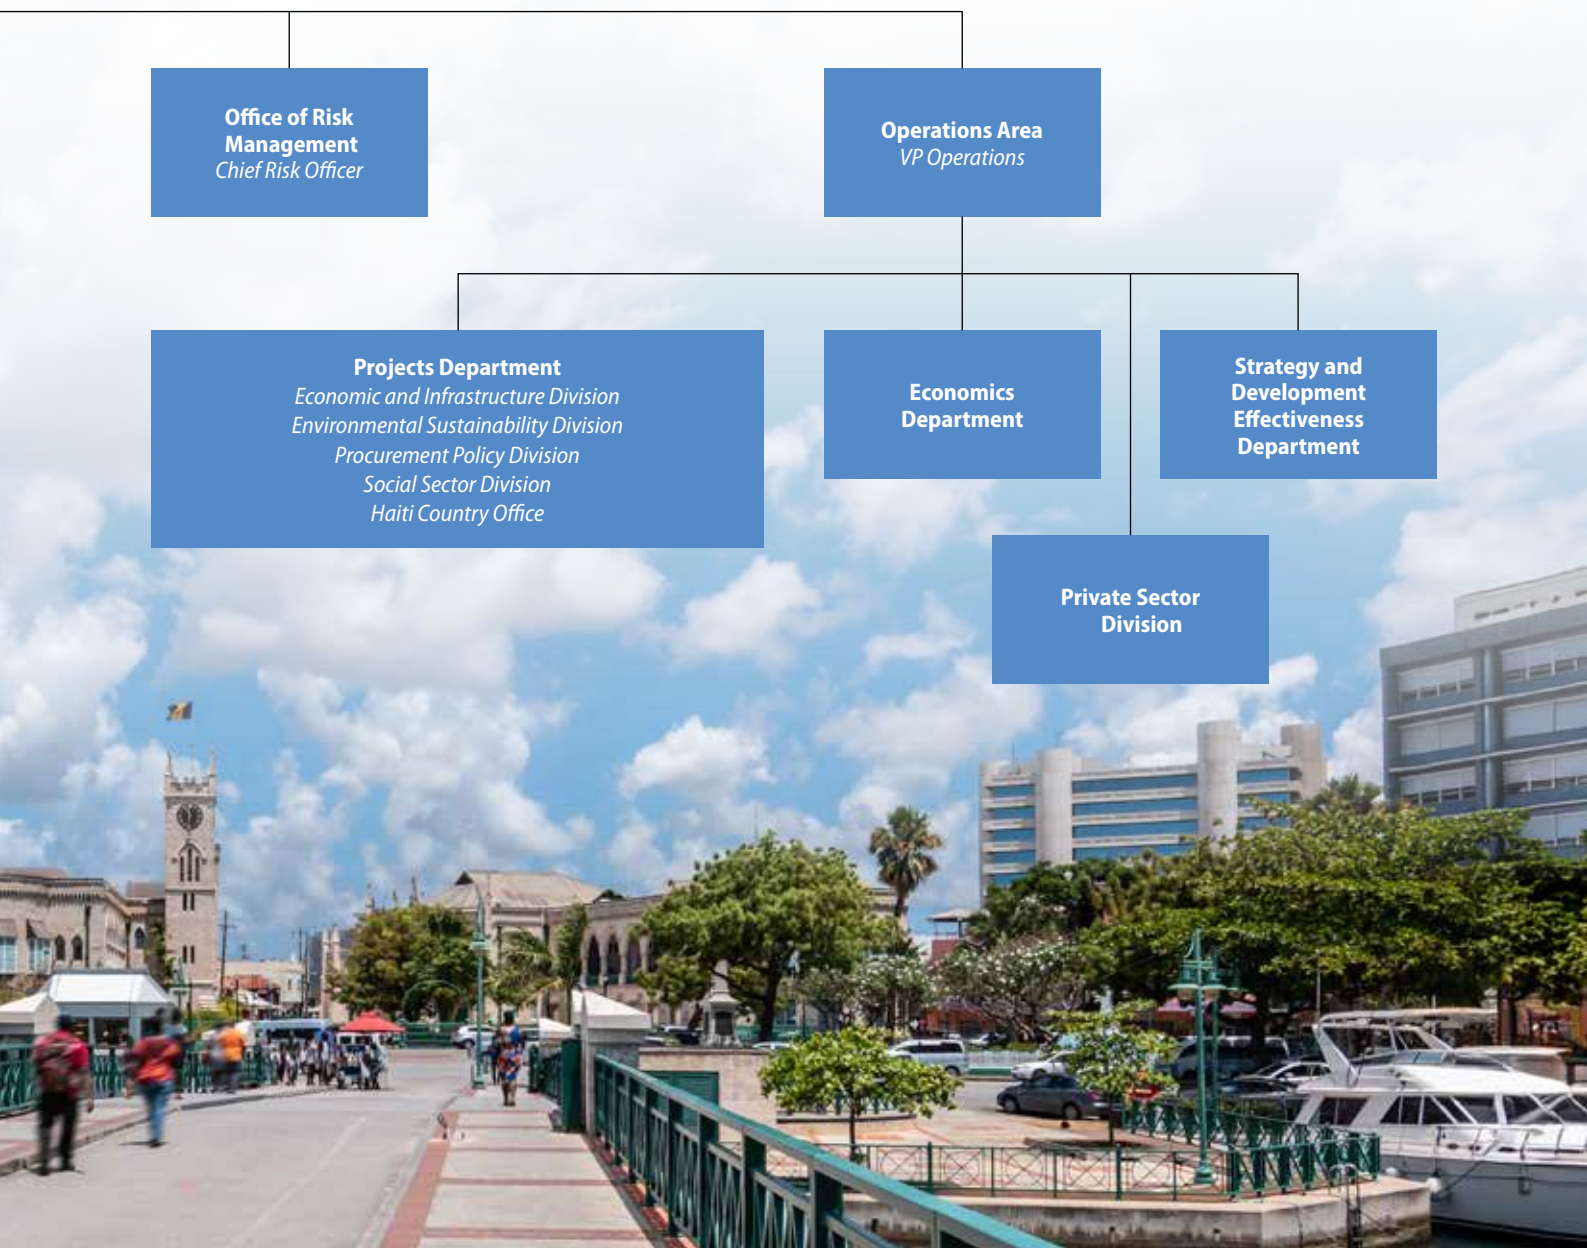 Office of Risk
Management
Chief Risk Officer
Operations Area
VP Operations
Projects Department
Economic and Infrastructure Division
Environmental Sustainability Division
Procurement Policy Division
Social Sector Division
Haiti Country Office
Economics
Department
Strategy and
Development
Effectiveness
Department
Private Sector
Division